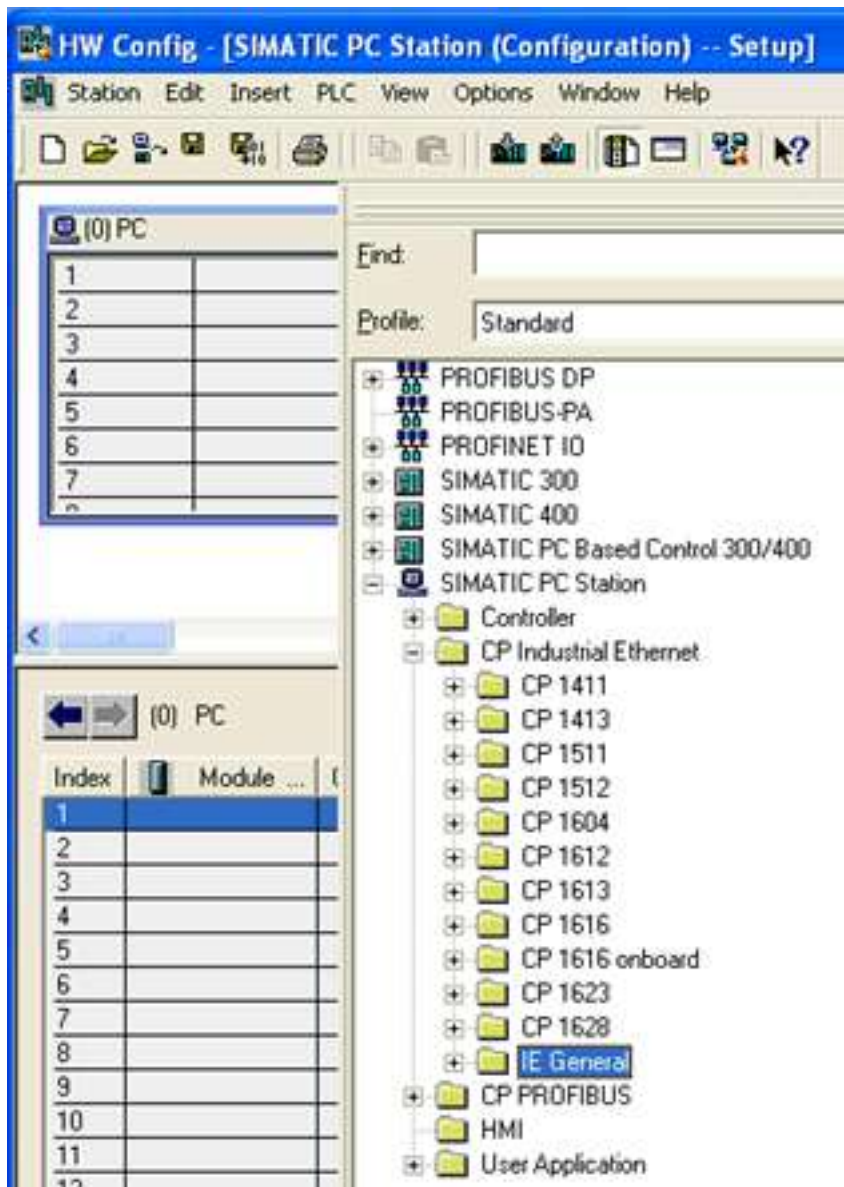 HW Config - [SIMATIC PC Station (Configuration) -- Setup]
Station Edit Insert PLC View Options Window Help
(0) PC
1
2
3
4
5
6
7
Find:
Profile: Standard
PROFIBUS DP
PROFIBUS-PA
PROFINET IO
SIMATIC 300
SIMATIC 400
SIMATIC PC Based Control 300/400
SIMATIC PC Station
Controller
CP Industrial Ethernet
CP 1411
CP 1413
CP 1511
CP 1512
CP 1604
CP 1612
CP 1613
CP 1616
CP 1616 onboard
CP 1623
CP 1628
IE General
CP PROFIBUS
HMI
User Application
(0) PC
Index Module ...
1
2
3
4
5
6
7
8
9
10
11